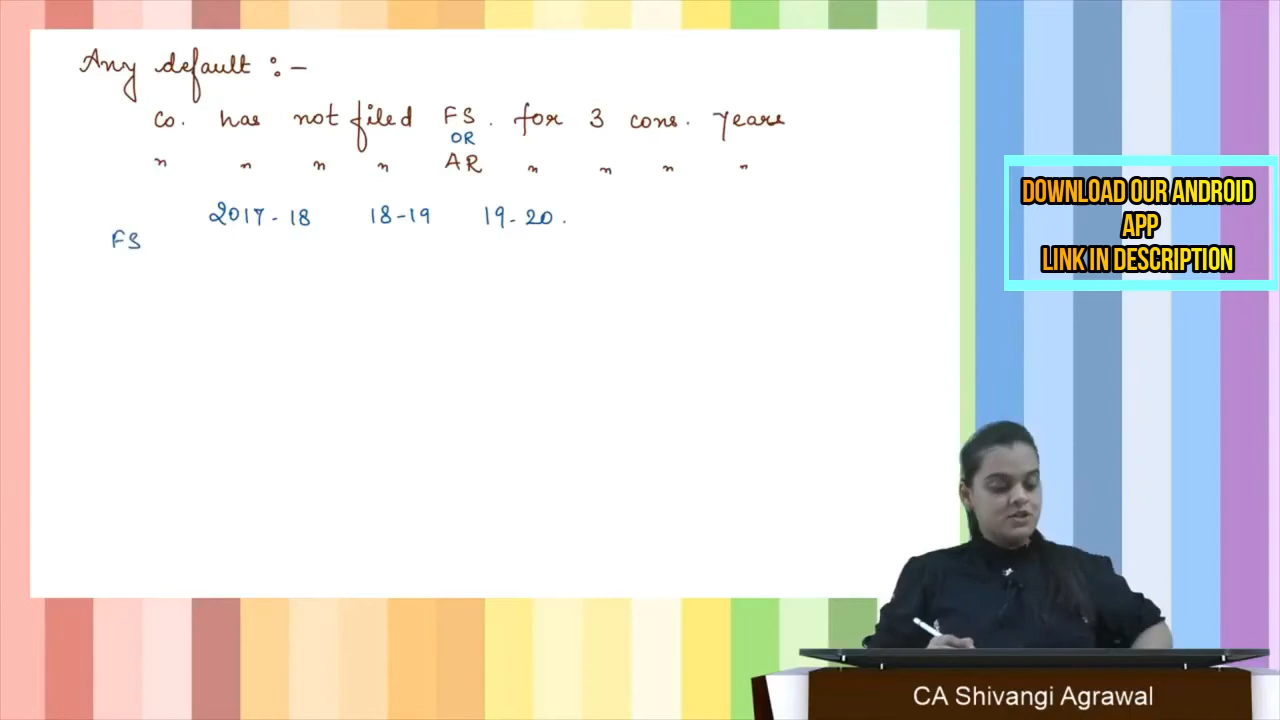 Any default :-
Co. has not filed FS. for 3 cons. years
OR
" " " " AR " " " "
2017-18 18-19 19-20.
FS
DOWNLOAD OUR ANDROID
APP
LINK IN DESCRIPTION
CA Shivangi Agrawal